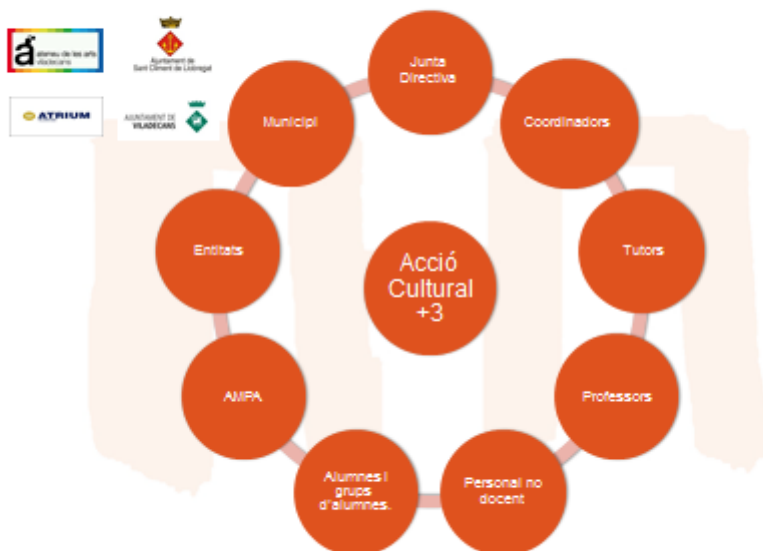 ateneu de les arts
viladecans
Ajuntament de
Sant Climent de Llobregat
ATRIUM
AJUNTAMENT DE
VILADECANS
Junta
Directiva
Municipi
Coordinadors
Entitats
Tutors
Acció
Cultural
+3
AMPA
Professors
Alumnes i
grups
d'alumnes.
Personal no
docent